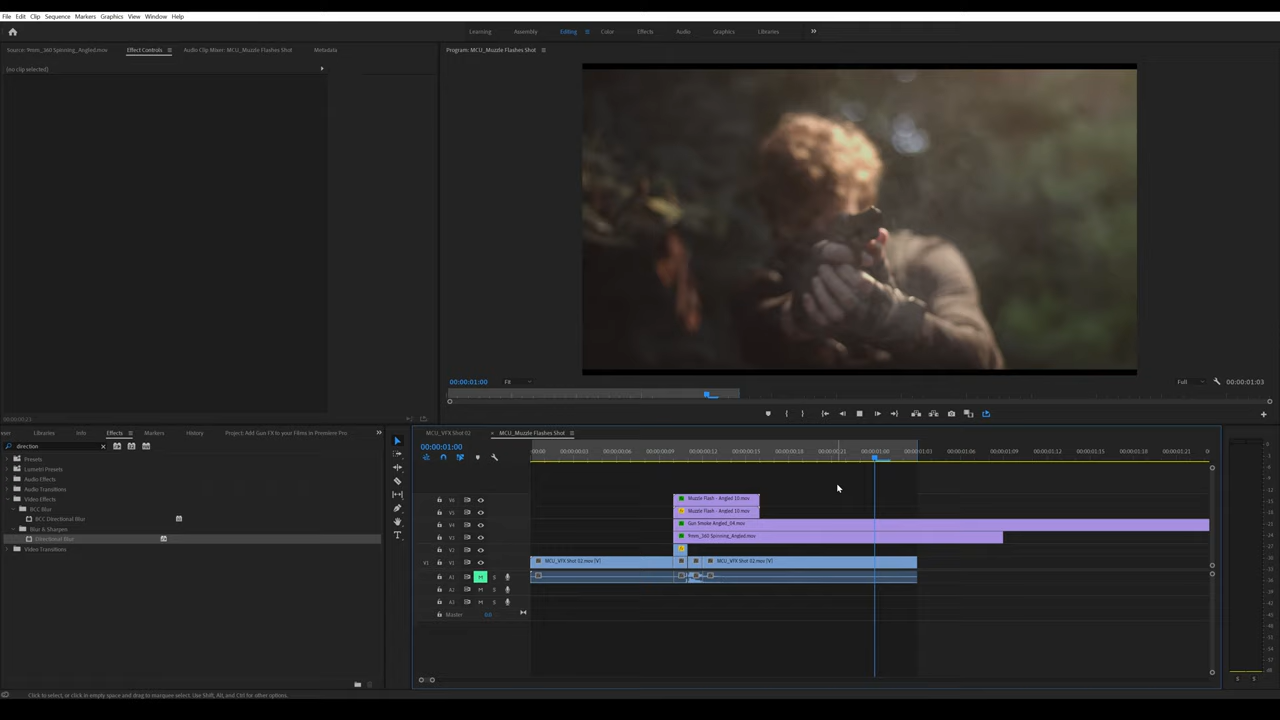 File Edit Clip Sequence Markers Graphics View Window Help
Learning Assembly Editing Color Effects Audio Graphics Libraries
Source: 9mm_360 Spinning_Angled.mov Effect Controls Audio Clip Mixer: MCU_Muzzle Flashes Shot Metadata
Program: MCU_Muzzle Flashes Shot
(no clip selected)
00:00:01:00 Fit Full 00:00:01:03
Libraries Info Effects Markers History Project: Add Gun FX to your Films in Premiere Pro
direction
Presets
Lumetri Presets
Audio Effects
Audio Transitions
Video Effects
BCC Blur
BCC Directional Blur
Blur & Sharpen
Directional Blur
Video Transitions
MCU_VFX Shot 02 MCU_Muzzle Flashes Shot
00:00:01:00
:00:00 00:00:00:03 00:00:00:06 00:00:00:09 00:00:00:12 00:00:00:15 00:00:00:18 00:00:00:21 00:00:01:00 00:00:01:03 00:00:01:06 00:00:01:09 00:00:01:12 00:00:01:15 00:00:01:18 00:00:01:21
V6 Muzzle Flash - Angled 10.mov
V5 Muzzle Flash - Angled 10.mov
V4 Gun Smoke Angled_04.mov
V3 9mm_360 Spinning_Angled.mov
V2
V1 V1 MCU_VFX Shot 02.mov [V] MCU_VFX Shot 02.mov [V]
A1 M S
A2 M S
A3 M S
Master 0.0
S S
Click to select, or click in empty space and drag to marquee select. Use Shift, Alt, and Ctrl for other options.